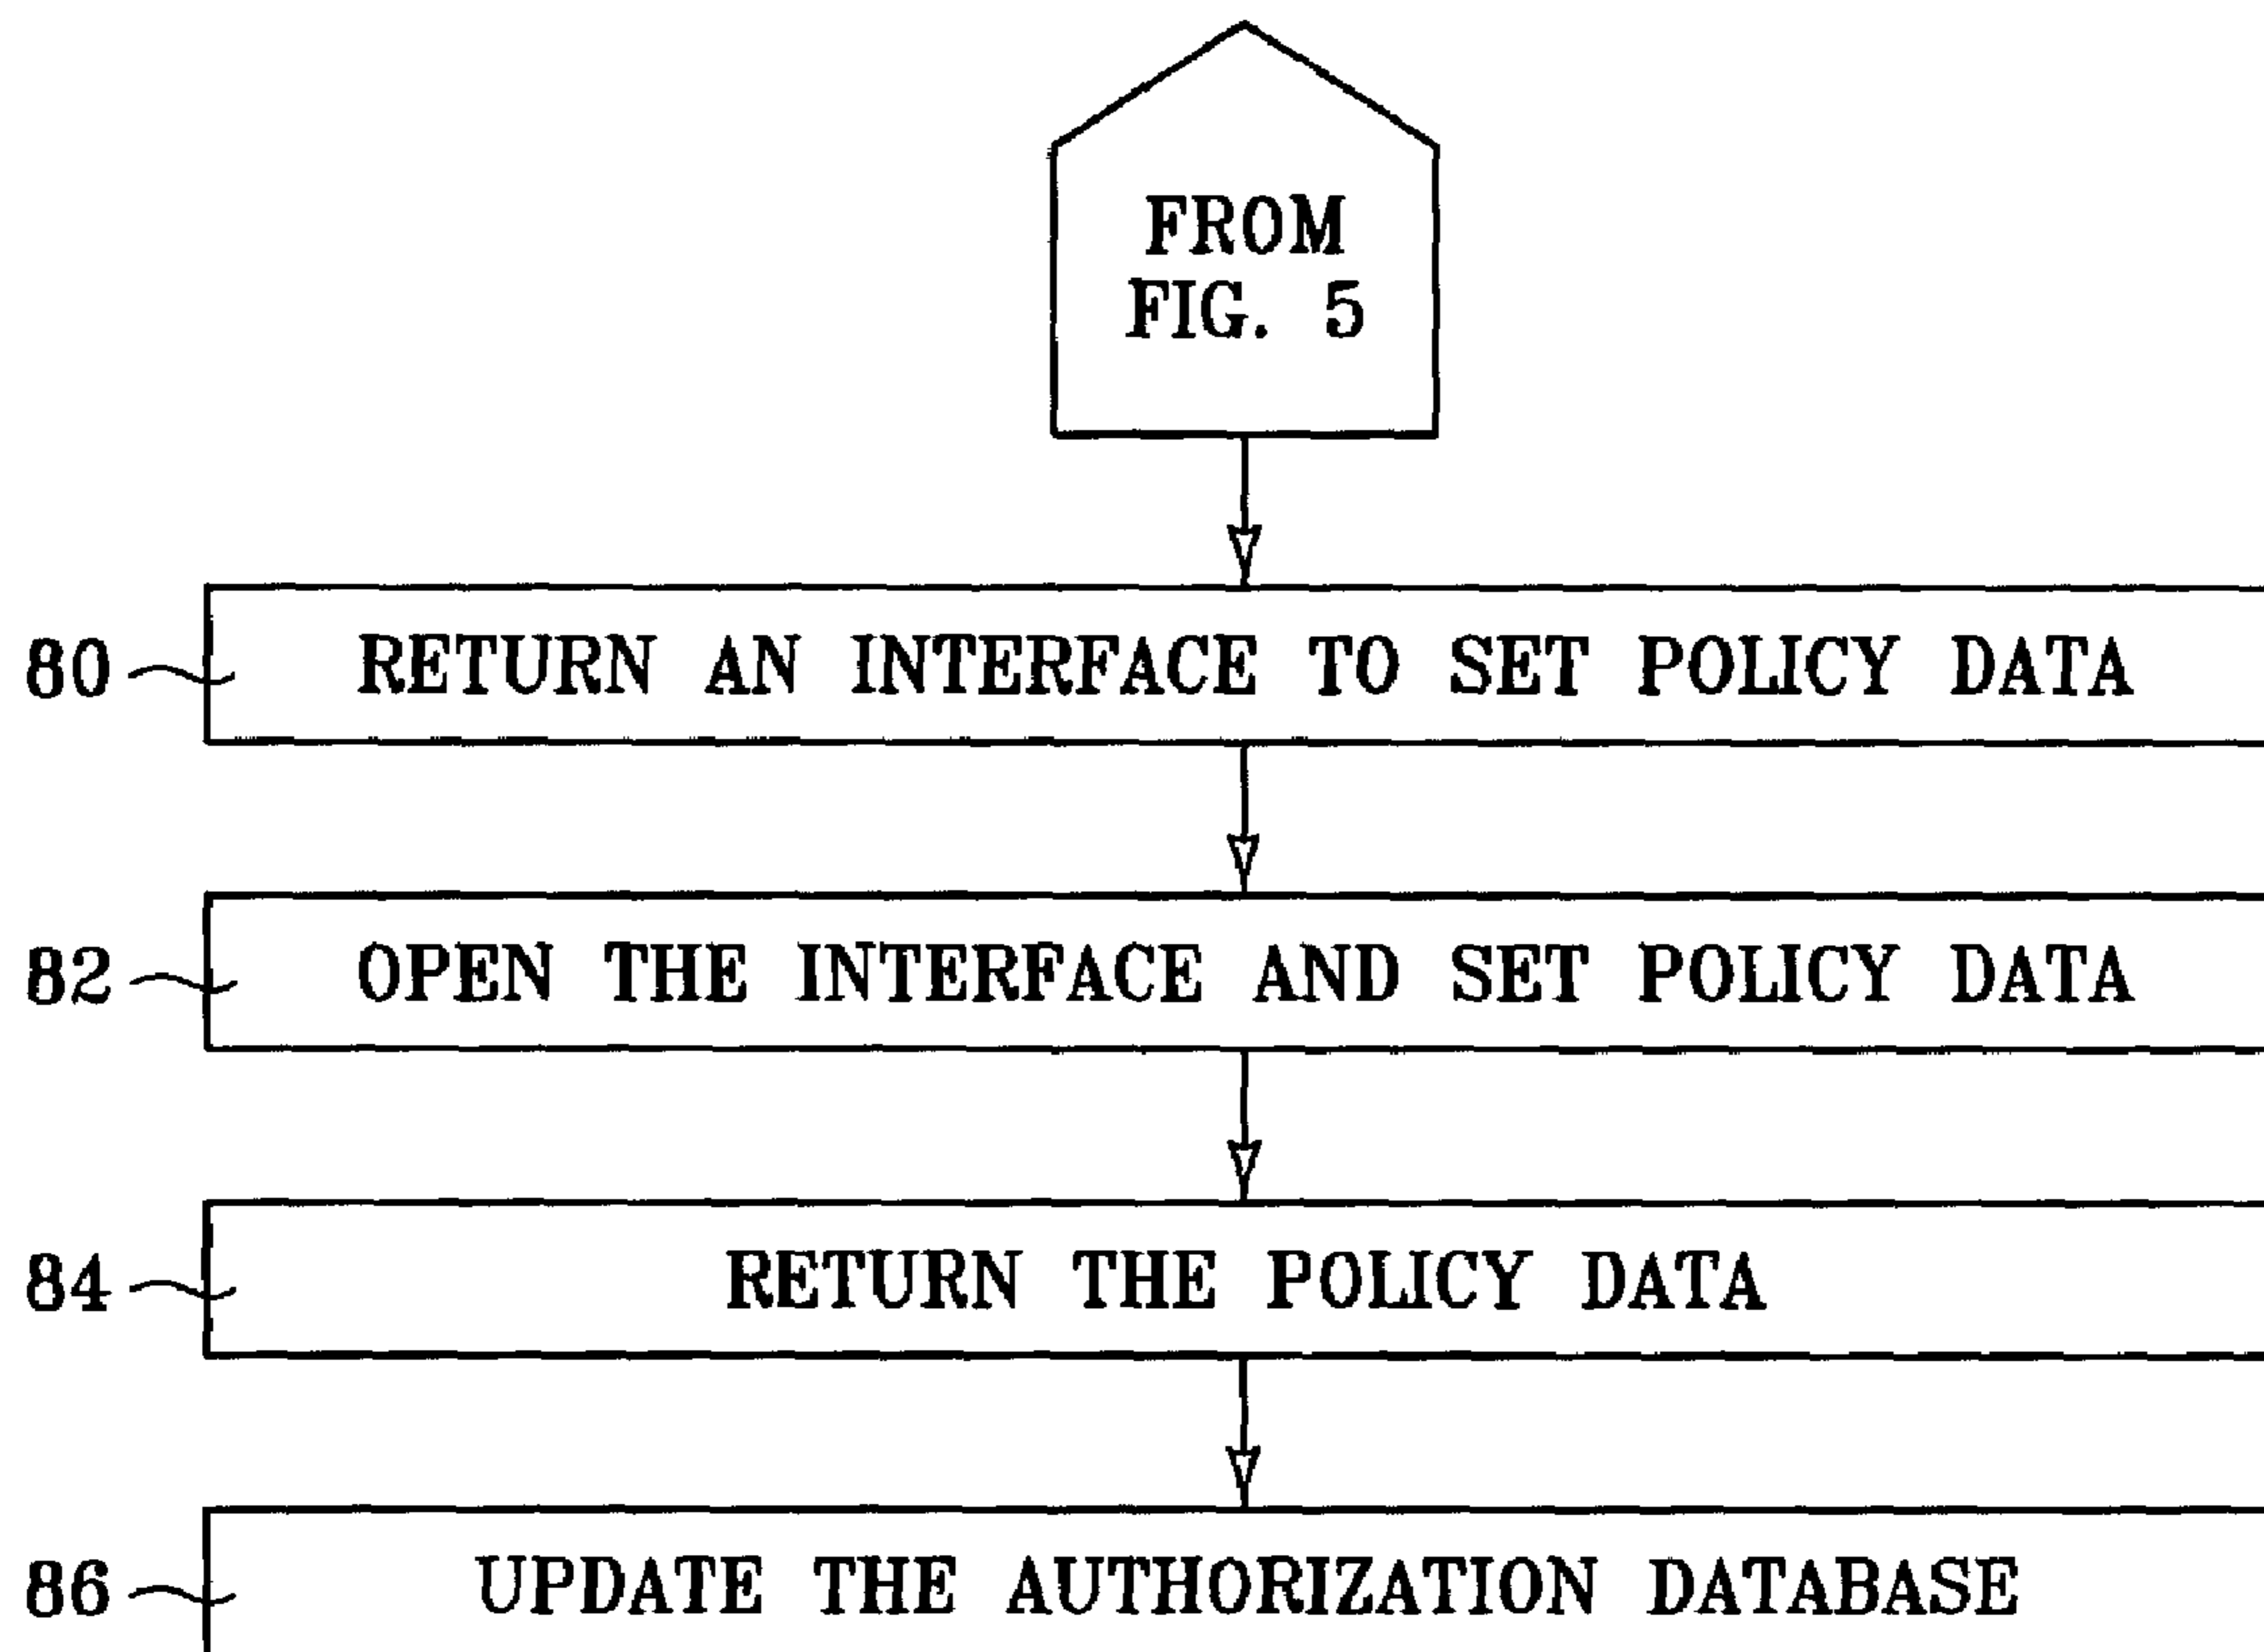 FROM
FIG. 5
80 RETURN AN INTERFACE TO SET POLICY DATA
82 OPEN THE INTERFACE AND SET POLICY DATA
84 RETURN THE POLICY DATA
86 UPDATE THE AUTHORIZATION DATABASE